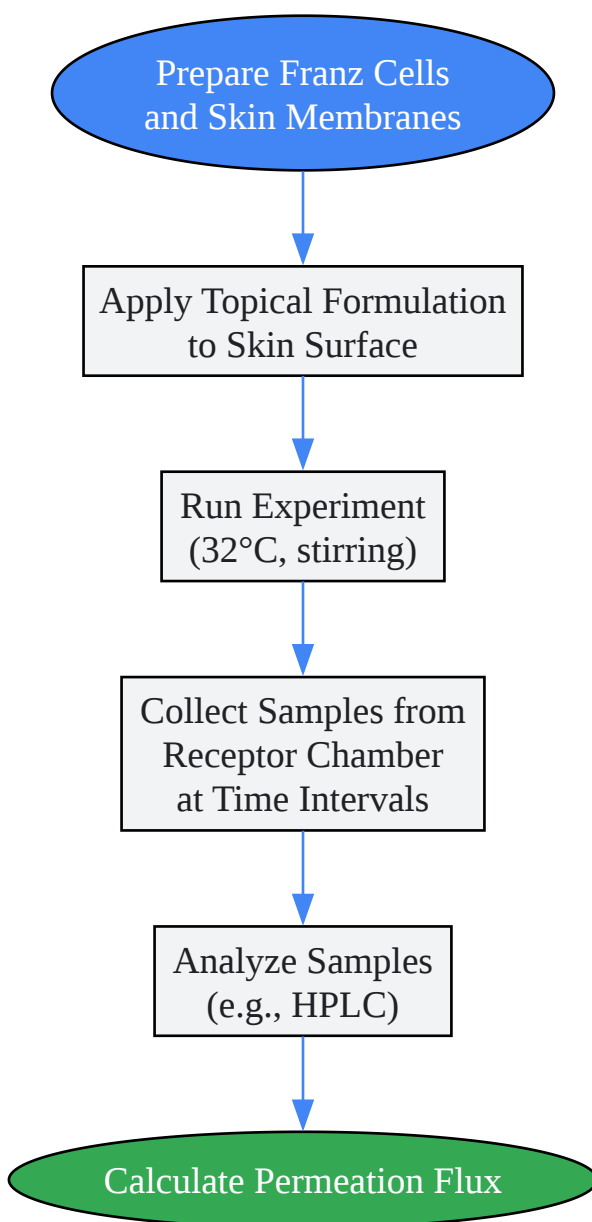 Prepare Franz Cells
and Skin Membranes
Apply Topical Formulation
to Skin Surface
Run Experiment
(32°C, stirring)
Collect Samples from
Receptor Chamber
at Time Intervals
Analyze Samples
(e.g., HPLC)
Calculate Permeation Flux